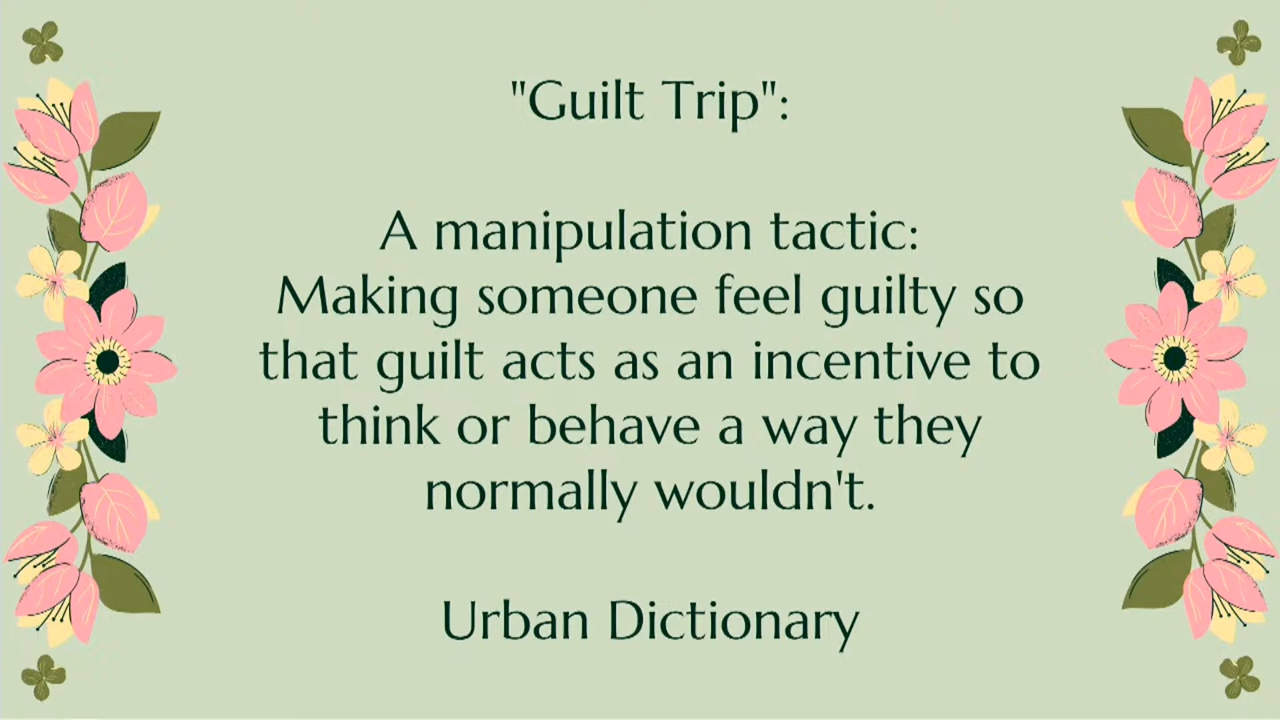 "Guilt Trip":
A manipulation tactic:
Making someone feel guilty so
that guilt acts as an incentive to
think or behave a way they
normally wouldn't.
Urban Dictionary